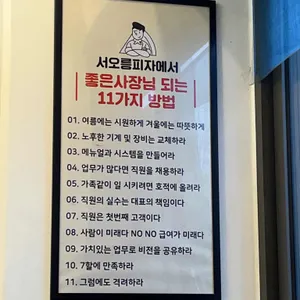 서오릉피자에서
좋은사장님 되는
11가지 방법
01. 여름에는 시원하게 겨울에는 따뜻하게
02. 노후한 기계 및 장비는 교체하라
03. 메뉴얼과 시스템을 만들어라
04. 업무가 많다면 직원을 채용하라
05. 가족같이 일 시키려면 호적에 올려라
06. 직원의 실수는 대표의 책임이다
07. 직원은 첫번째 고객이다
08. 사람이 미래다 NO NO 급여가 미래다
09. 가치있는 업무로 비전을 공유하라
10. 7할에 만족하라
11. 그럼에도 격려하라